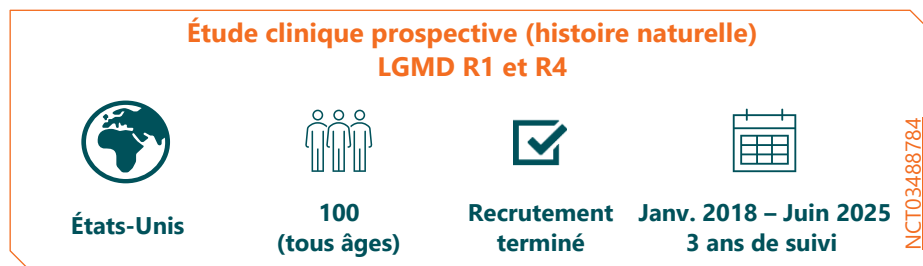 Étude clinique prospective (histoire naturelle)
LGMD R1 et R4
États-Unis
100
(tous âges)
Recrutement
terminé
Janv. 2018 – Juin 2025
3 ans de suivi
NCT03488784